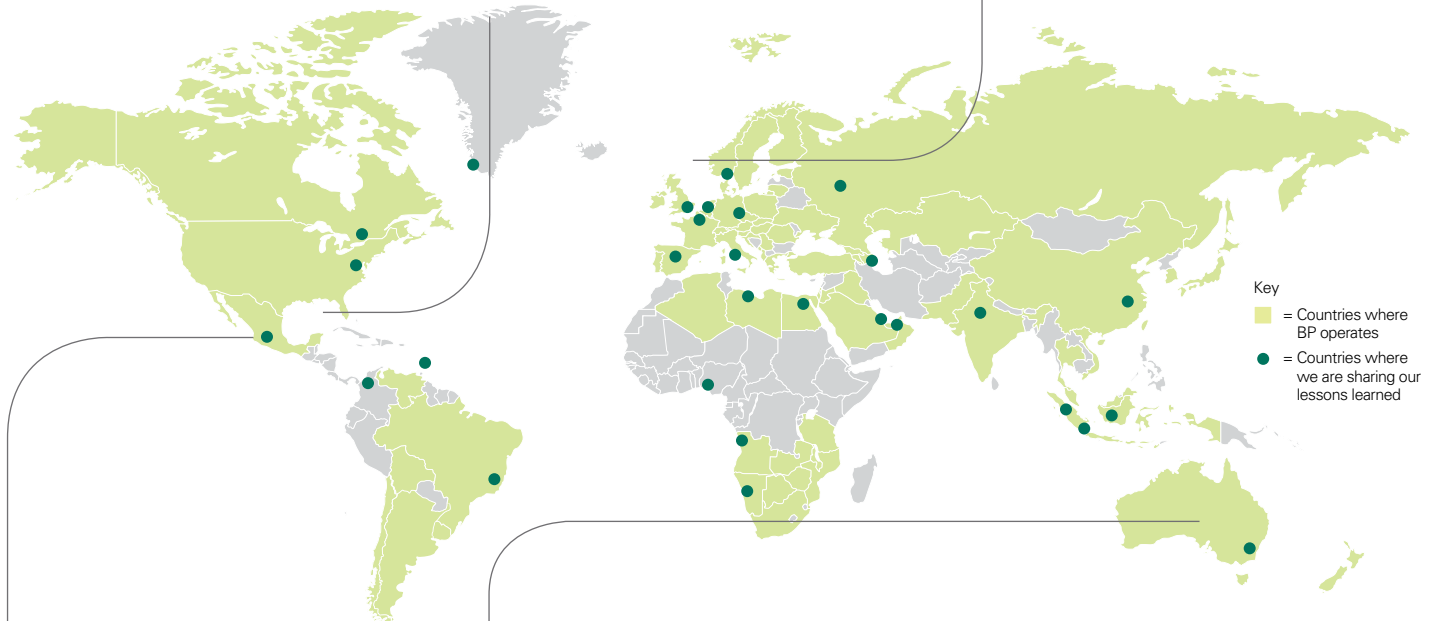 Key
= Countries where
BP operates
= Countries where
we are sharing our
lessons learned